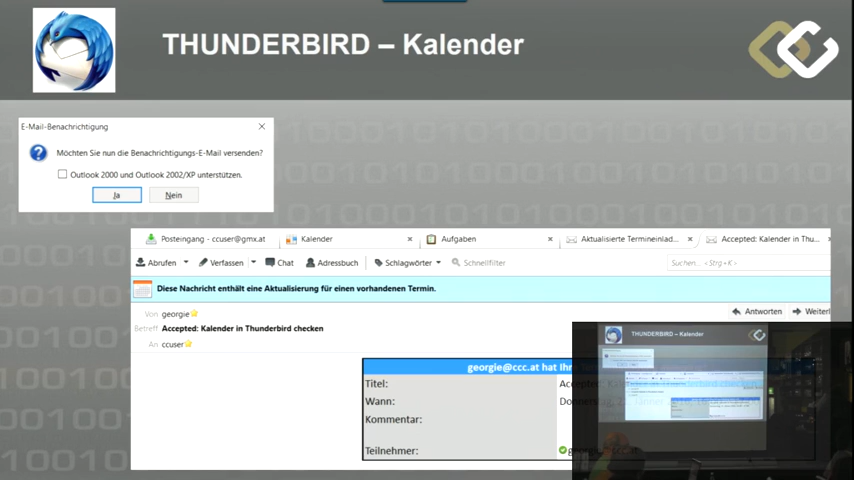 THUNDERBIRD – Kalender
E-Mail-Benachrichtigung
Möchten Sie nun die Benachrichtigungs-E-Mail versenden?
Outlook 2000 und Outlook 2002/XP unterstützen.
Ja Nein
Posteingang - ccuser@gmx.at Kalender Aufgaben Aktualisierte Termineinlad... Accepted: Kalender in Thu...
Abrufen Verfassen Chat Adressbuch Schlagwörter Schnellfilter Suchen... <Strg+K>
Diese Nachricht enthält eine Aktualisierung für einen vorhandenen Termin.
Von georgie
Antworten Weiterl
Betreff Accepted: Kalender in Thunderbird checken
An ccuser
THUNDERBIRD – Kalender
georgie@ccc.at hat Ihr
Titel: Accepted: K
Wann: Donnerstag,
Kommentar:
Teilnehmer: